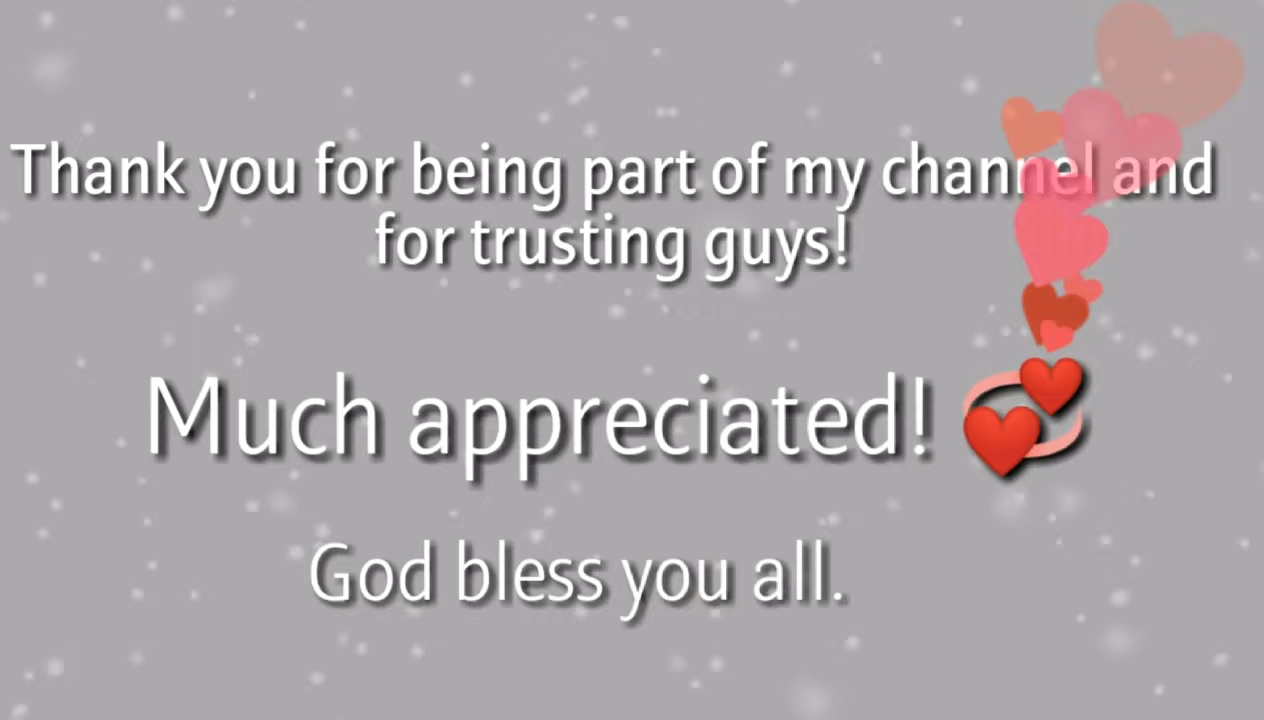 Thank you for being part of my channel and
for trusting guys!
Much appreciated! 💞
God bless you all.